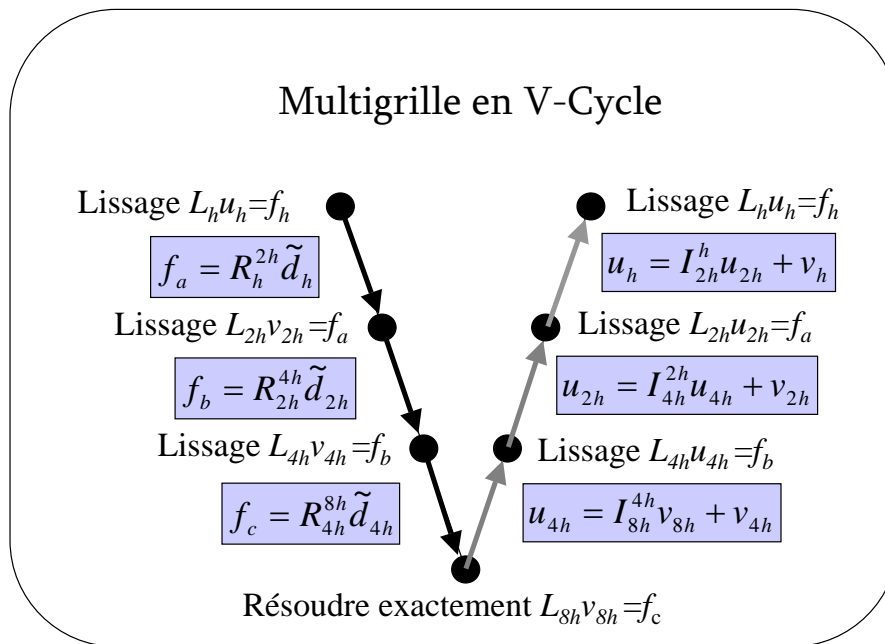 Multigrille en V-Cycle
Lissage $L_h u_h = f_h$
Lissage $L_h u_h = f_h$
$f_a = R_h^{2h} \tilde{d}_h$
$u_h = I_{2h}^{h} u_{2h} + v_h$
Lissage $L_{2h} v_{2h} = f_a$
Lissage $L_{2h} u_{2h} = f_a$
$f_b = R_{2h}^{4h} \tilde{d}_{2h}$
$u_{2h} = I_{4h}^{2h} u_{4h} + v_{2h}$
Lissage $L_{4h} v_{4h} = f_b$
Lissage $L_{4h} u_{4h} = f_b$
$f_c = R_{4h}^{8h} \tilde{d}_{4h}$
$u_{4h} = I_{8h}^{4h} v_{8h} + v_{4h}$
Résoudre exactement $L_{8h} v_{8h} = f_c$